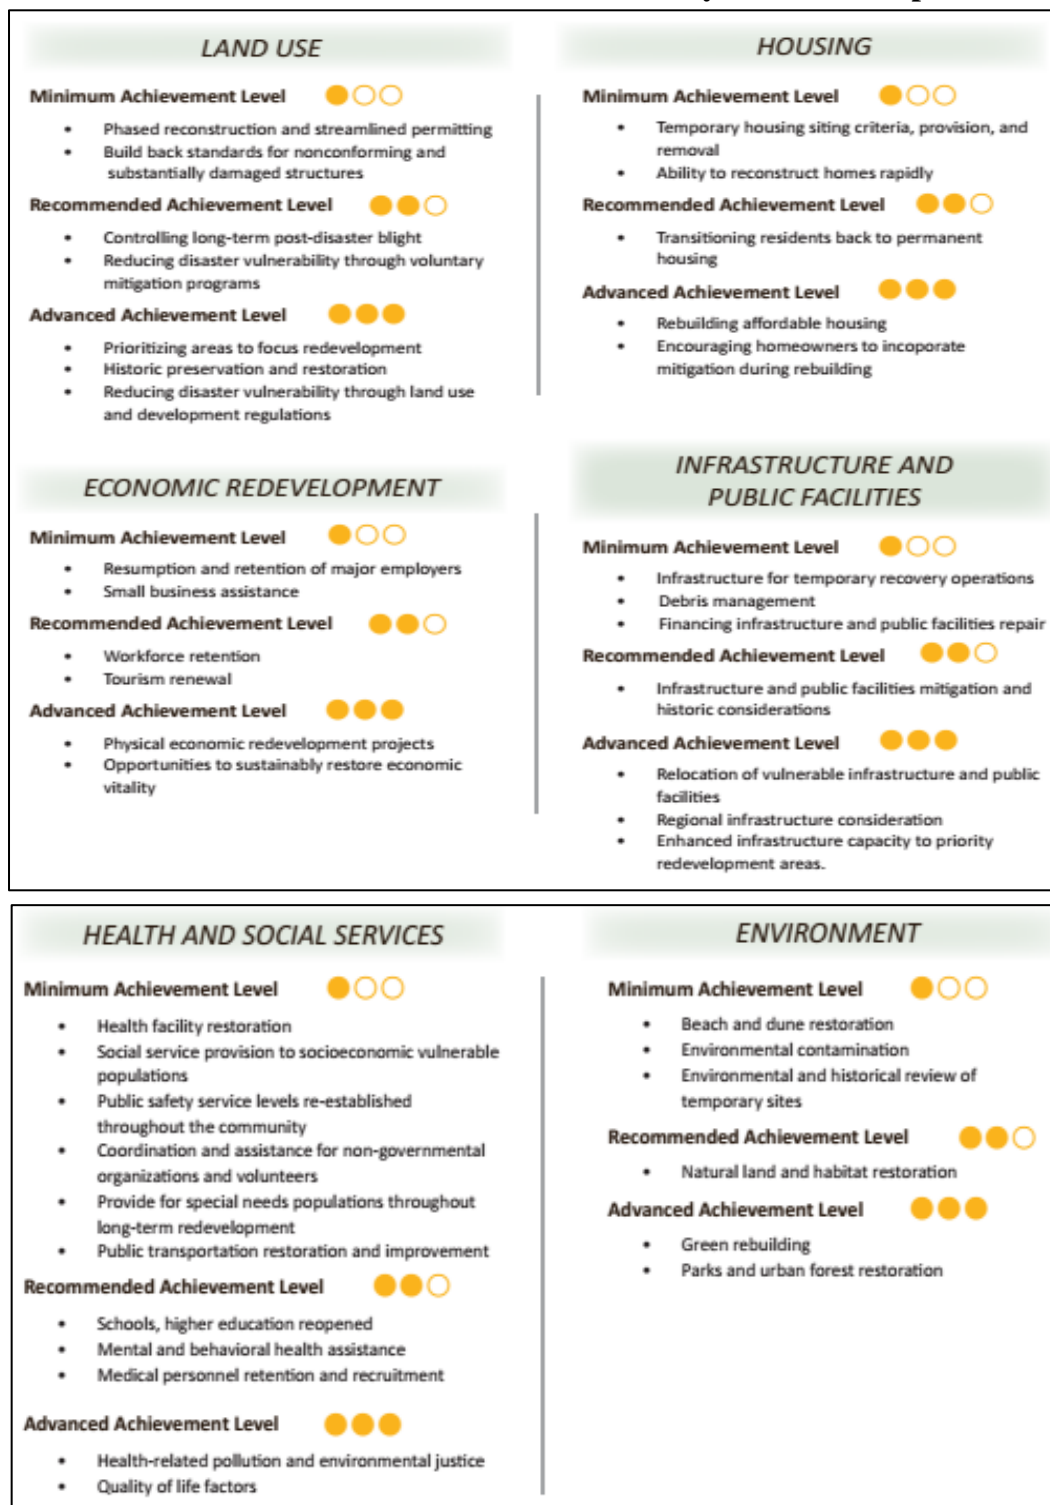 LAND USE
Minimum Achievement Level
• Phased reconstruction and streamlined permitting
• Build back standards for nonconforming and
substantially damaged structures
Recommended Achievement Level
• Controlling long-term post-disaster blight
• Reducing disaster vulnerability through voluntary
mitigation programs
Advanced Achievement Level
• Prioritizing areas to focus redevelopment
• Historic preservation and restoration
• Reducing disaster vulnerability through land use
and development regulations
HOUSING
Minimum Achievement Level
• Temporary housing siting criteria, provision, and
removal
• Ability to reconstruct homes rapidly
Recommended Achievement Level
• Transitioning residents back to permanent
housing
Advanced Achievement Level
• Rebuilding affordable housing
• Encouraging homeowners to incoporate
mitigation during rebuilding
ECONOMIC REDEVELOPMENT
Minimum Achievement Level
• Resumption and retention of major employers
• Small business assistance
Recommended Achievement Level
• Workforce retention
• Tourism renewal
Advanced Achievement Level
• Physical economic redevelopment projects
• Opportunities to sustainably restore economic
vitality
INFRASTRUCTURE AND
PUBLIC FACILITIES
Minimum Achievement Level
• Infrastructure for temporary recovery operations
• Debris management
• Financing infrastructure and public facilities repair
Recommended Achievement Level
• Infrastructure and public facilities mitigation and
historic considerations
Advanced Achievement Level
• Relocation of vulnerable infrastructure and public
facilities
• Regional infrastructure consideration
• Enhanced infrastructure capacity to priority
redevelopment areas.
HEALTH AND SOCIAL SERVICES
Minimum Achievement Level
• Health facility restoration
• Social service provision to socioeconomic vulnerable
populations
• Public safety service levels re-established
throughout the community
• Coordination and assistance for non-governmental
organizations and volunteers
• Provide for special needs populations throughout
long-term redevelopment
• Public transportation restoration and improvement
Recommended Achievement Level
• Schools, higher education reopened
• Mental and behavioral health assistance
• Medical personnel retention and recruitment
Advanced Achievement Level
• Health-related pollution and environmental justice
• Quality of life factors
ENVIRONMENT
Minimum Achievement Level
• Beach and dune restoration
• Environmental contamination
• Environmental and historical review of
temporary sites
Recommended Achievement Level
• Natural land and habitat restoration
Advanced Achievement Level
• Green rebuilding
• Parks and urban forest restoration